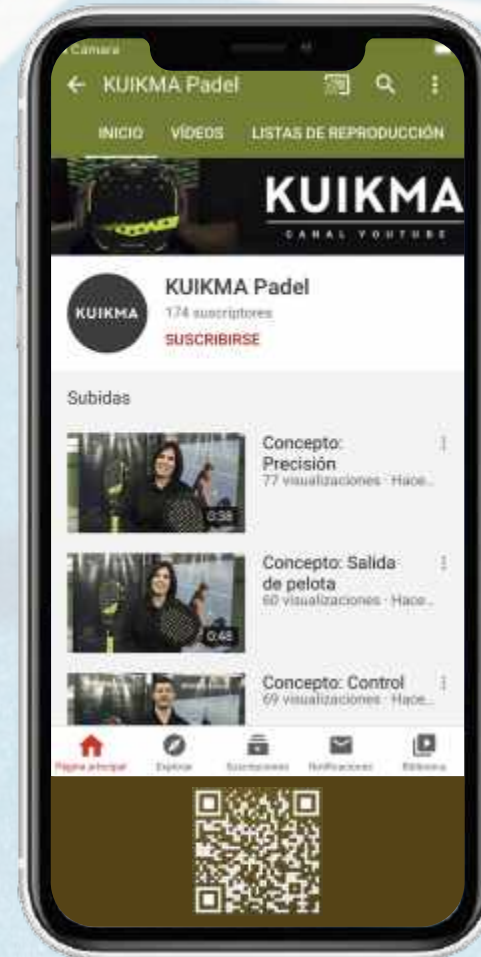 Cámara
KUIKMA Padel
INICIO VÍDEOS LISTAS DE REPRODUCCIÓN
KUIKMA
CANAL YOUTUBE
KUIKMA
KUIKMA Padel
174 suscriptores
SUSCRIBIRSE
Subidas
Concepto:
Precisión
77 visualizaciones · Hace...
0:38
Concepto: Salida
de pelota
60 visualizaciones · Hace...
0:48
Concepto: Control
69 visualizaciones · Hace...
Página principal Explorar Suscripciones Notificaciones Biblioteca